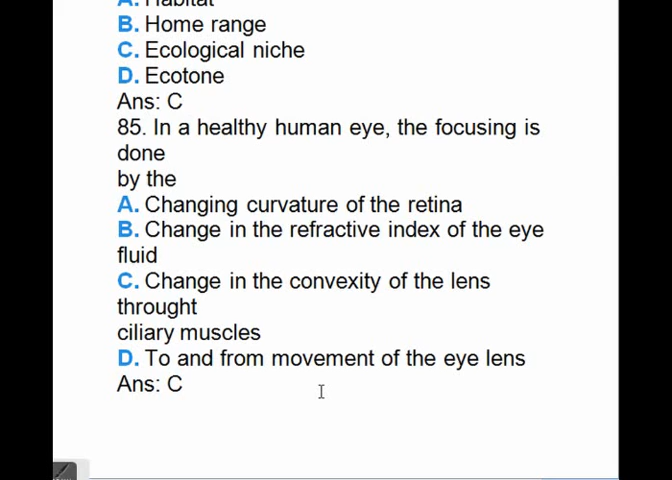 A. Habitat
B. Home range
C. Ecological niche
D. Ecotone
Ans: C
85. In a healthy human eye, the focusing is
done
by the
A. Changing curvature of the retina
B. Change in the refractive index of the eye
fluid
C. Change in the convexity of the lens
throught
ciliary muscles
D. To and from movement of the eye lens
Ans: C